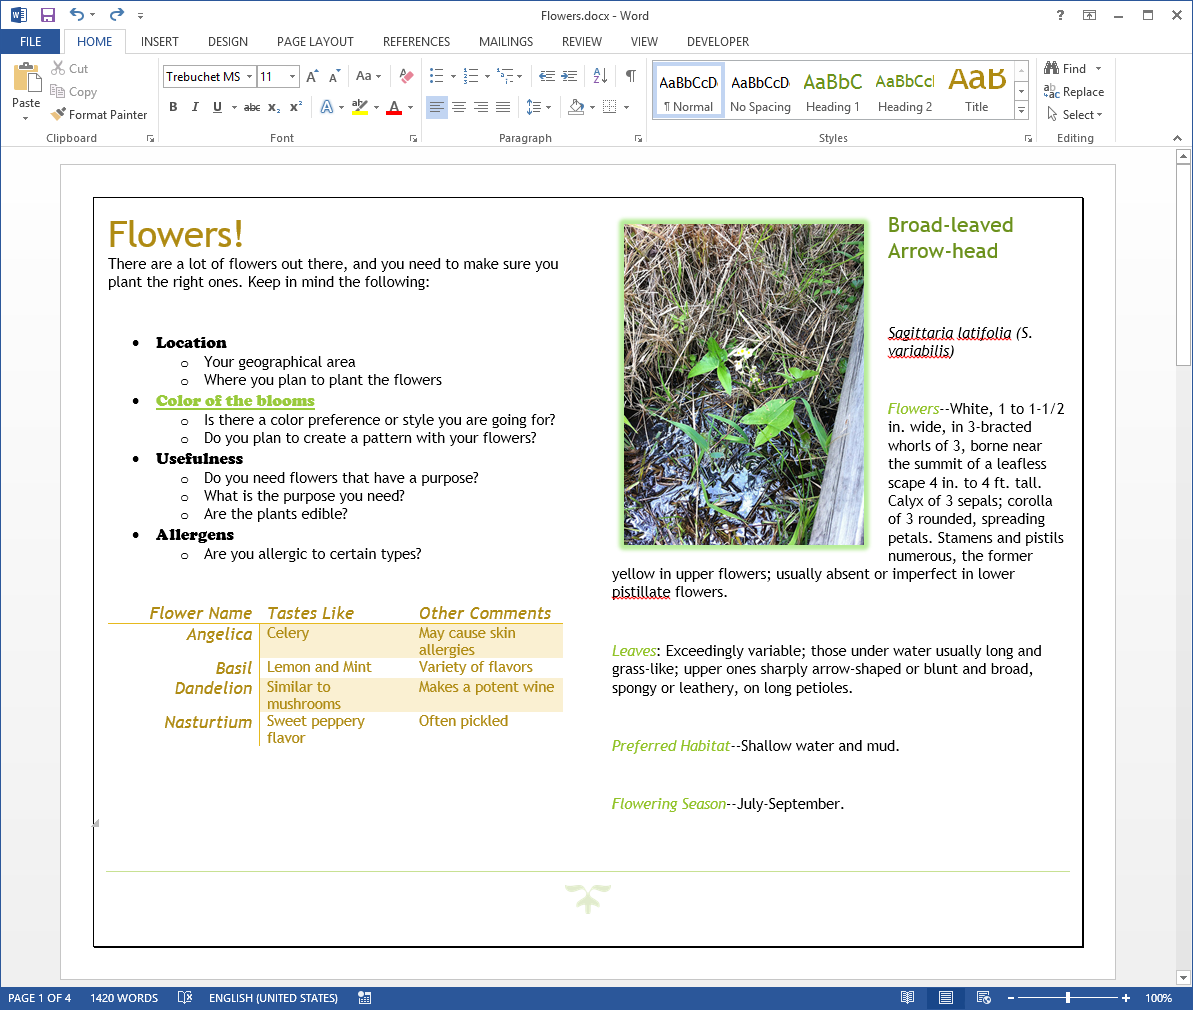 Flowers.docx - Word
?
FILE HOME INSERT DESIGN PAGE LAYOUT REFERENCES MAILINGS REVIEW VIEW DEVELOPER
Paste
Cut
Copy
Format Painter
Clipboard
Trebuchet MS 11 A A Aa A
B I U abc x₂ x² A ab A
Font
A Z ¶
Paragraph
AaBbCcD AaBbCcD AaBbC AaBbCcI AaB
¶ Normal No Spacing Heading 1 Heading 2 Title
Styles
Find
Replace
Select
Editing
Flowers!
There are a lot of flowers out there, and you need to make sure you
plant the right ones. Keep in mind the following:
• Location
o Your geographical area
o Where you plan to plant the flowers
• Color of the blooms
o Is there a color preference or style you are going for?
o Do you plan to create a pattern with your flowers?
• Usefulness
o Do you need flowers that have a purpose?
o What is the purpose you need?
o Are the plants edible?
• Allergens
o Are you allergic to certain types?
Flower Name Tastes Like Other Comments
Angelica Celery May cause skin
allergies
Basil Lemon and Mint Variety of flavors
Dandelion Similar to Makes a potent wine
mushrooms
Nasturtium Sweet peppery Often pickled
flavor
Broad-leaved
Arrow-head
Sagittaria latifolia (S.
variabilis)
Flowers--White, 1 to 1-1/2
in. wide, in 3-bracted
whorls of 3, borne near
the summit of a leafless
scape 4 in. to 4 ft. tall.
Calyx of 3 sepals; corolla
of 3 rounded, spreading
petals. Stamens and pistils
numerous, the former
yellow in upper flowers; usually absent or imperfect in lower
pistillate flowers.
Leaves: Exceedingly variable; those under water usually long and
grass-like; upper ones sharply arrow-shaped or blunt and broad,
spongy or leathery, on long petioles.
Preferred Habitat--Shallow water and mud.
Flowering Season--July-September.
PAGE 1 OF 4 1420 WORDS ENGLISH (UNITED STATES) 100%